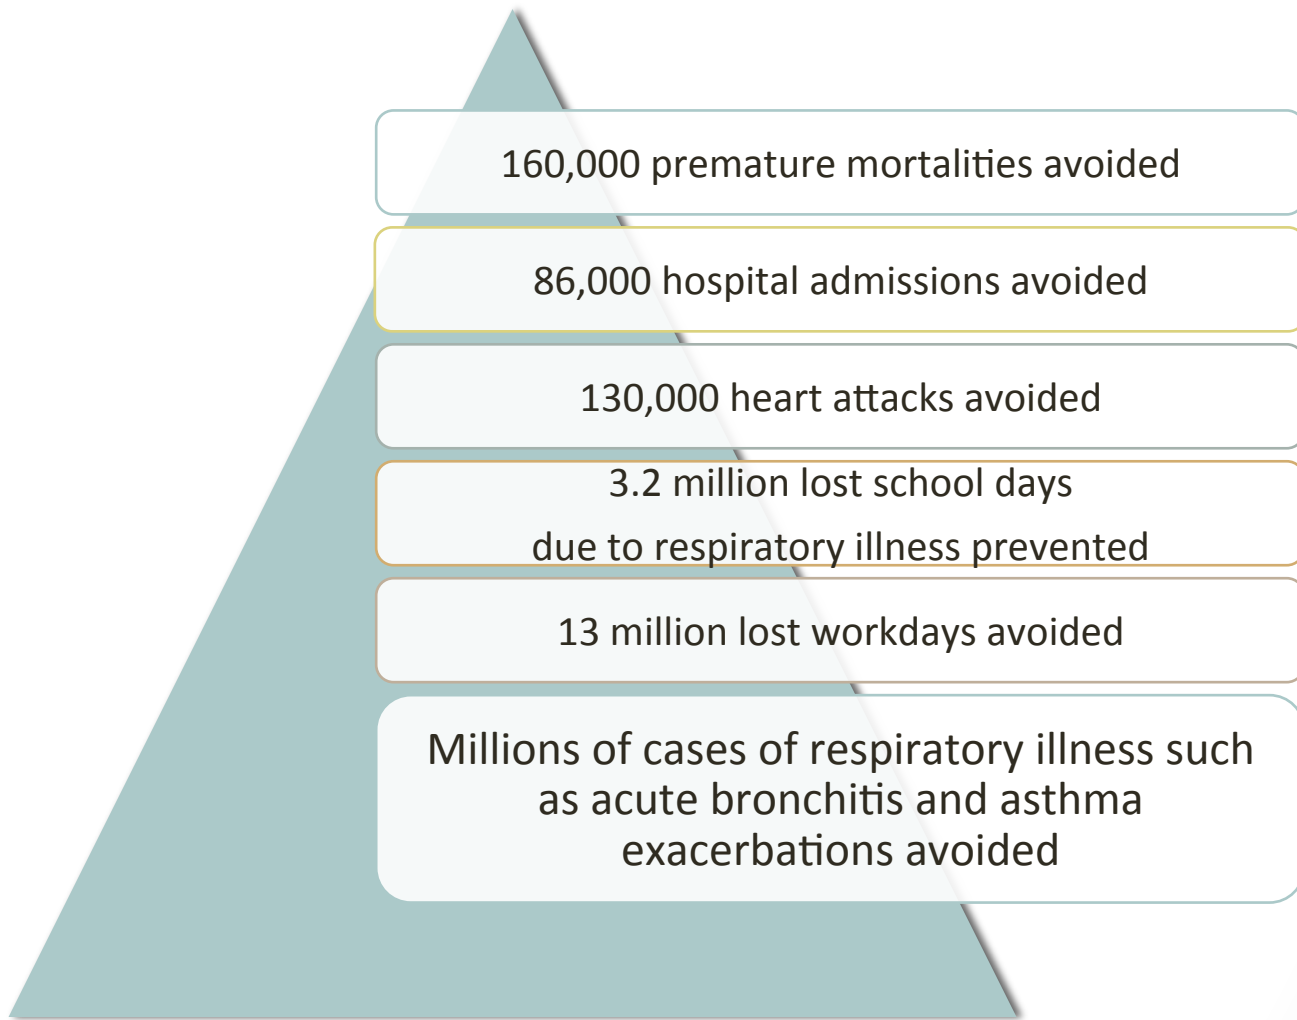 160,000 premature mortalities avoided
86,000 hospital admissions avoided
130,000 heart attacks avoided
3.2 million lost school days
due to respiratory illness prevented
13 million lost workdays avoided
Millions of cases of respiratory illness such
as acute bronchitis and asthma
exacerbations avoided